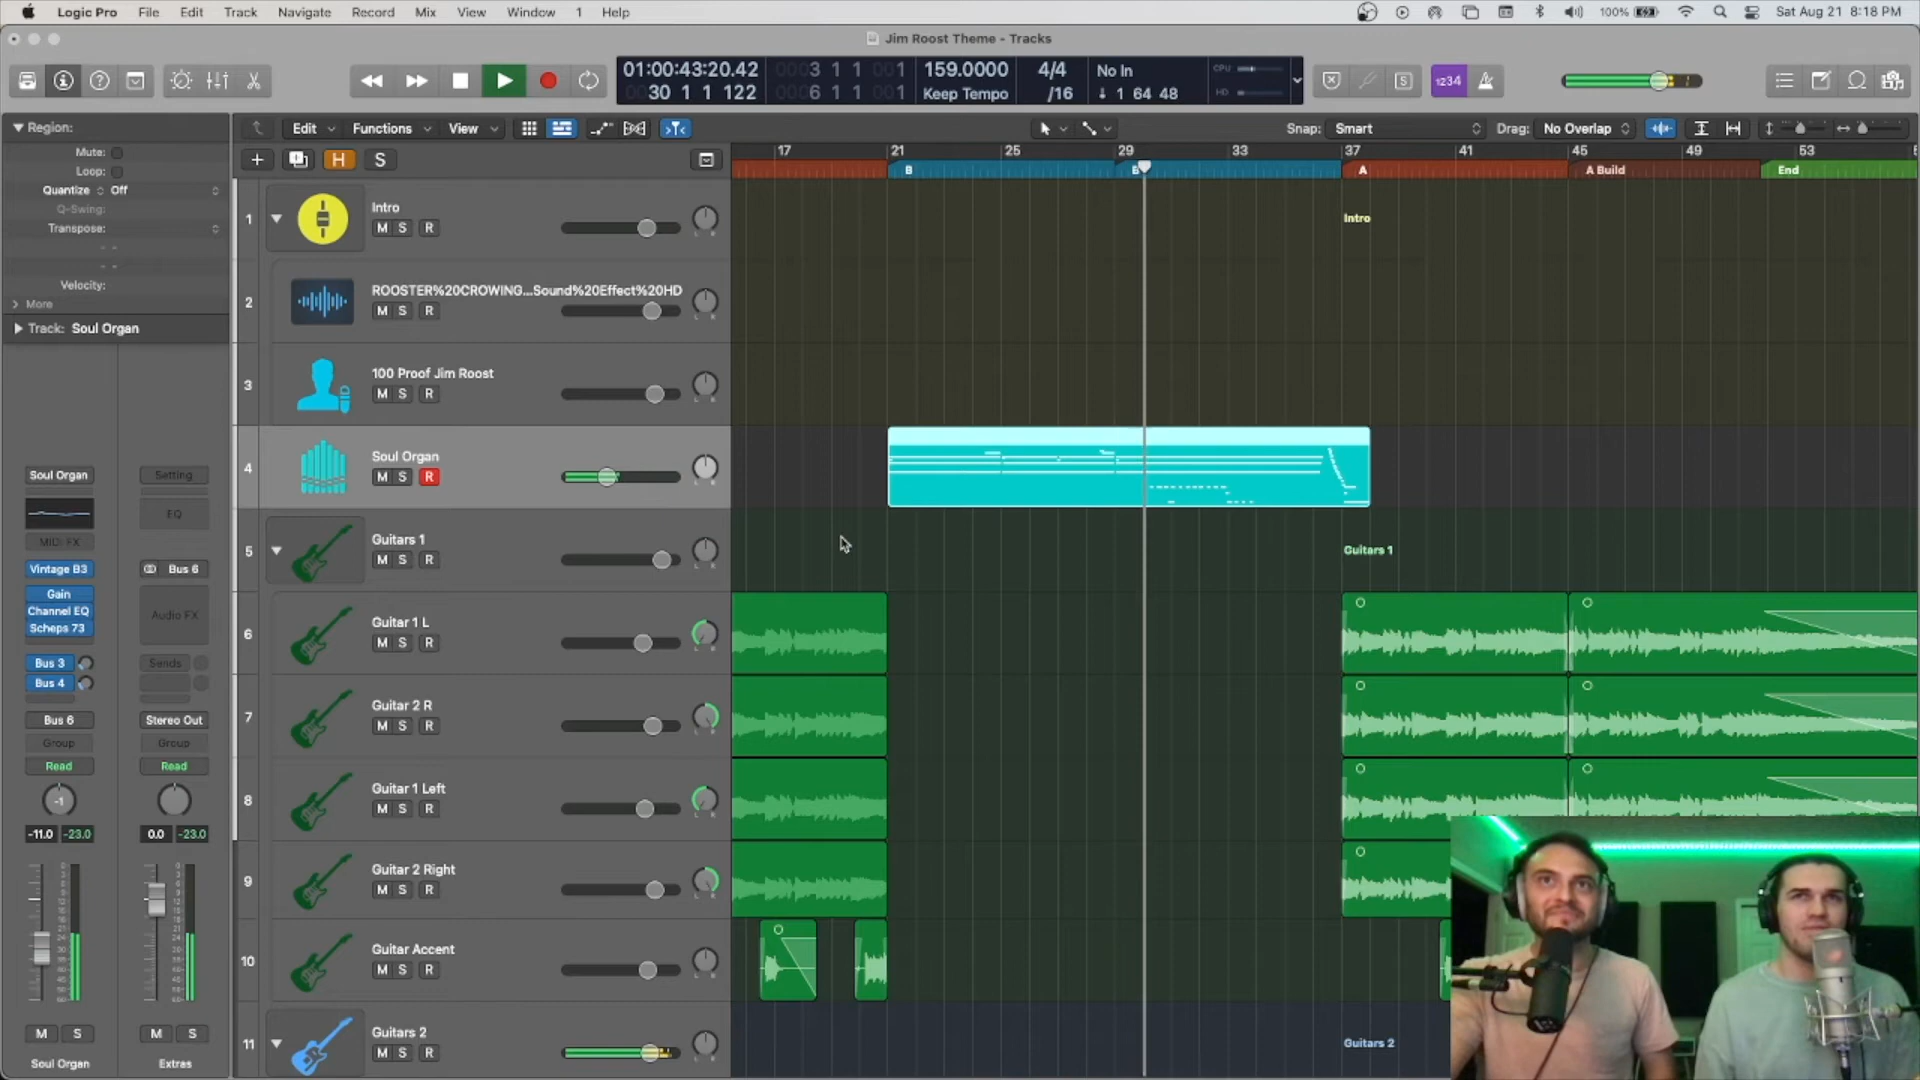 Logic Pro File Edit Track Navigate Record Mix View Window 1 Help 100% Sat Aug 21 8:18 PM
Jim Roost Theme - Tracks
01:00:43:20.42 0003 1 1 001 159.0000 4/4 No In CPU
30 1 1 122 0006 1 1 001 Keep Tempo /16 1 64 48 HD
S 1234
Region: Edit Functions View Snap: Smart Drag: No Overlap
Mute:
Loop: H S 17 21 25 29 33 37 41 45 49 53
B A A Build End
Quantize Off
Q-Swing:
Transpose:
Velocity:
More
Track: Soul Organ
1 Intro Intro
M S R
2 ROOSTER%20CROWING...Sound%20Effect%20HD
M S R
3 100 Proof Jim Roost
M S R
4 Soul Organ
M S R
5 Guitars 1 Guitars 1
M S R
6 Guitar 1 L
M S R
7 Guitar 2 R
M S R
8 Guitar 1 Left
M S R
9 Guitar 2 Right
M S R
10 Guitar Accent
M S R
11 Guitars 2 Guitars 2
M S R
Soul Organ Setting
EQ
MIDI FX
Vintage B3 Bus 6
Gain
Channel EQ Audio FX
Scheps 73
Bus 3 Sends
Bus 4
Bus 6 Stereo Out
Group Group
Read Read
-1
-11.0 -23.0 0.0 -23.0
M S M S
Soul Organ Extras